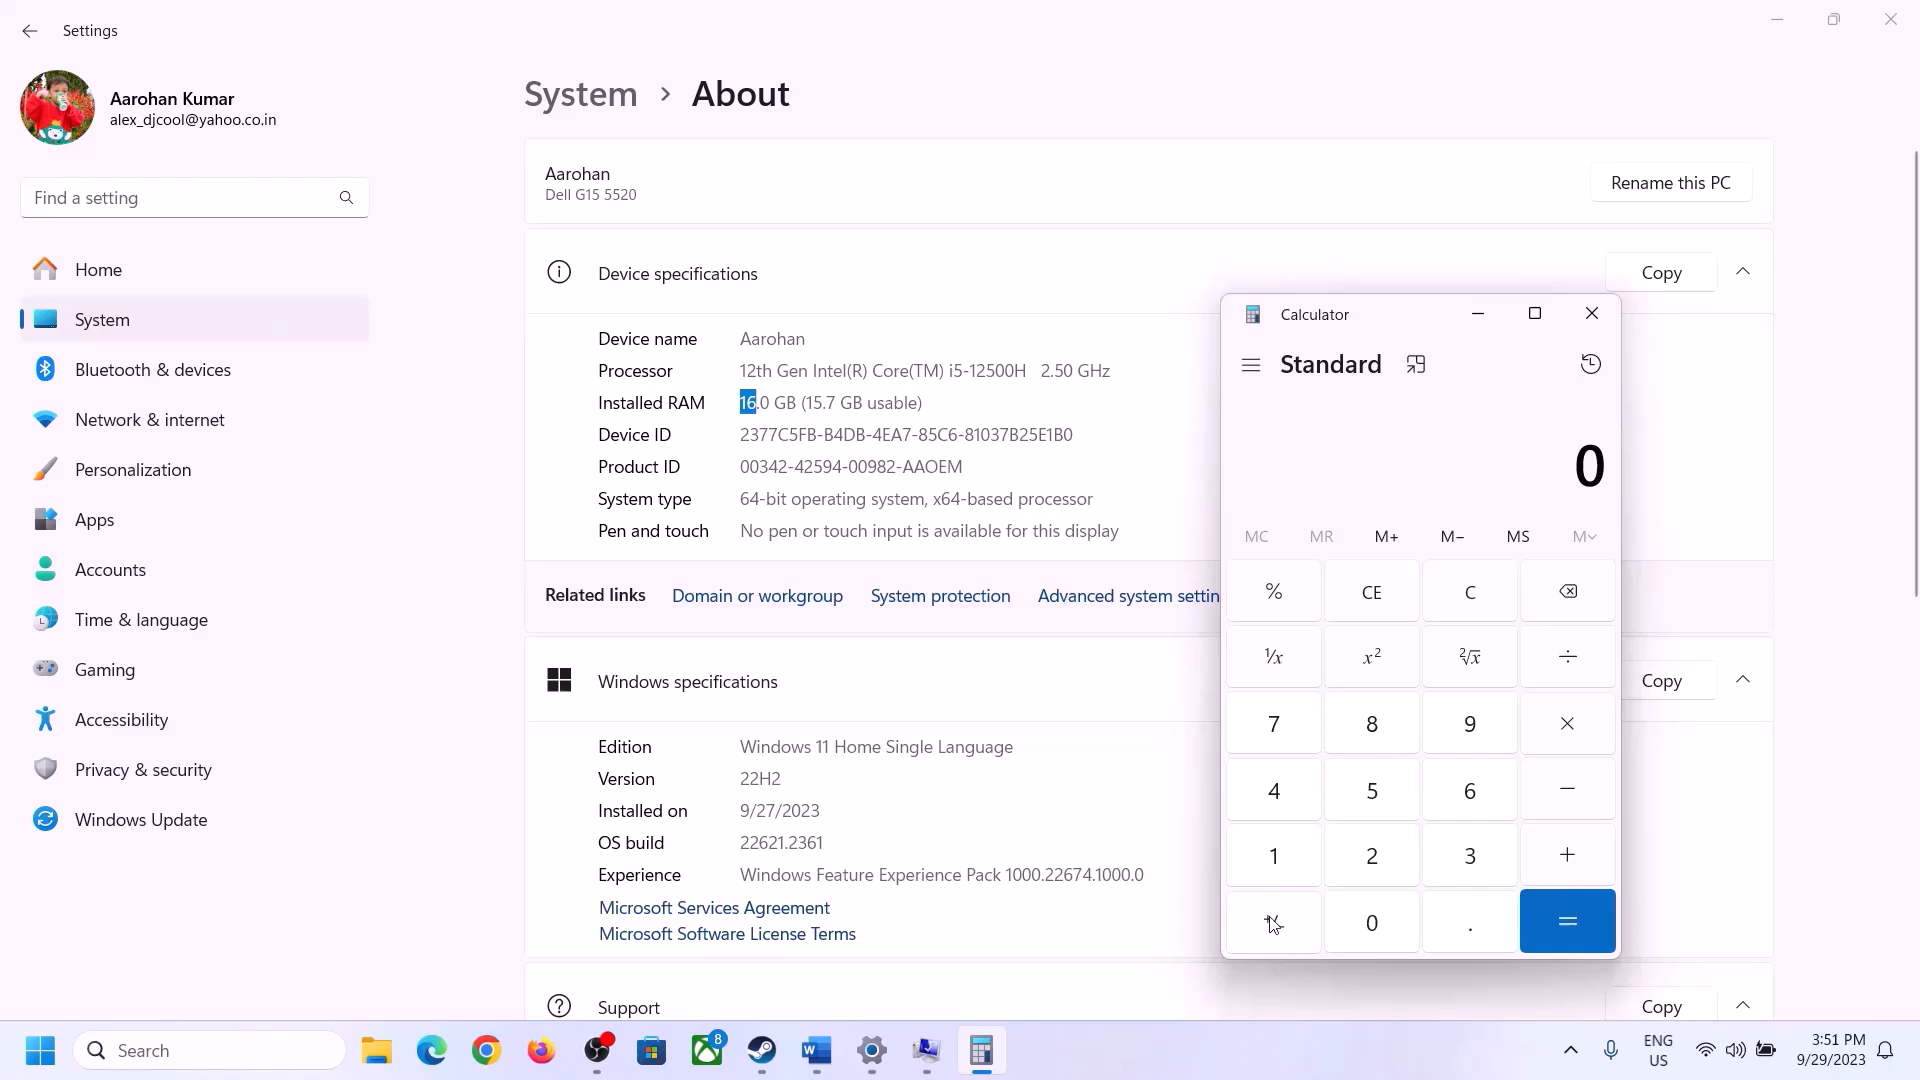 Settings
Aarohan Kumar
alex_djcool@yahoo.co.in
Find a setting
Home
System
Bluetooth & devices
Network & internet
Personalization
Apps
Accounts
Time & language
Gaming
Accessibility
Privacy & security
Windows Update
System > About
Aarohan
Dell G15 5520
Rename this PC
Device specifications
Copy
Device name Aarohan
Processor 12th Gen Intel(R) Core(TM) i5-12500H 2.50 GHz
Installed RAM 16.0 GB (15.7 GB usable)
Device ID 2377C5FB-B4DB-4EA7-85C6-81037B25E1B0
Product ID 00342-42594-00982-AAOEM
System type 64-bit operating system, x64-based processor
Pen and touch No pen or touch input is available for this display
Related links Domain or workgroup System protection Advanced system settin
Windows specifications
Copy
Edition Windows 11 Home Single Language
Version 22H2
Installed on 9/27/2023
OS build 22621.2361
Experience Windows Feature Experience Pack 1000.22674.1000.0
Microsoft Services Agreement
Microsoft Software License Terms
Support
Copy
Calculator
Standard
0
MC MR M+ M− MS M
% CE C
⅟x x² ²√x ÷
7 8 9 ×
4 5 6 −
1 2 3 +
0 . =
Search
8
ENG
US
3:51 PM
9/29/2023